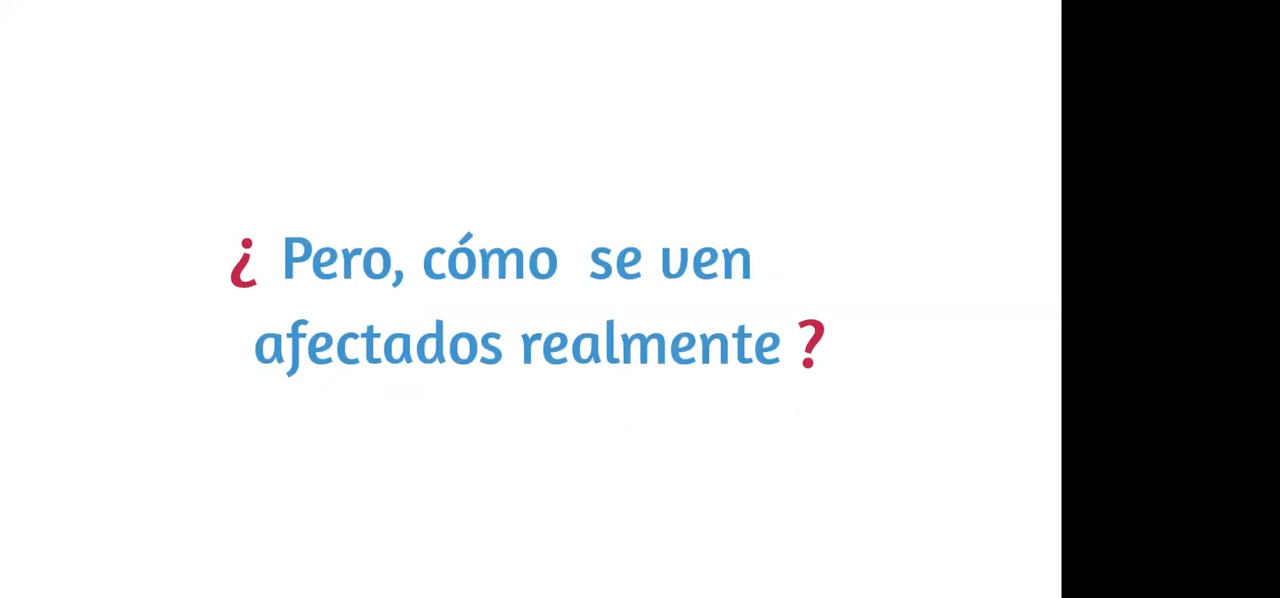 ¿ Pero, cómo se ven
afectados realmente ?